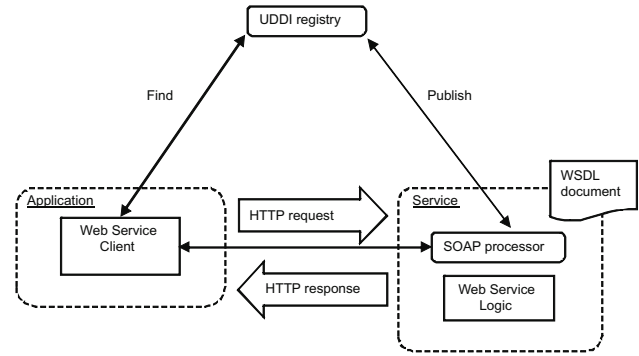 UDDI registry
Find
Publish
WSDL
document
Application
HTTP request
Service
Web Service
Client
SOAP processor
HTTP response
Web Service
Logic